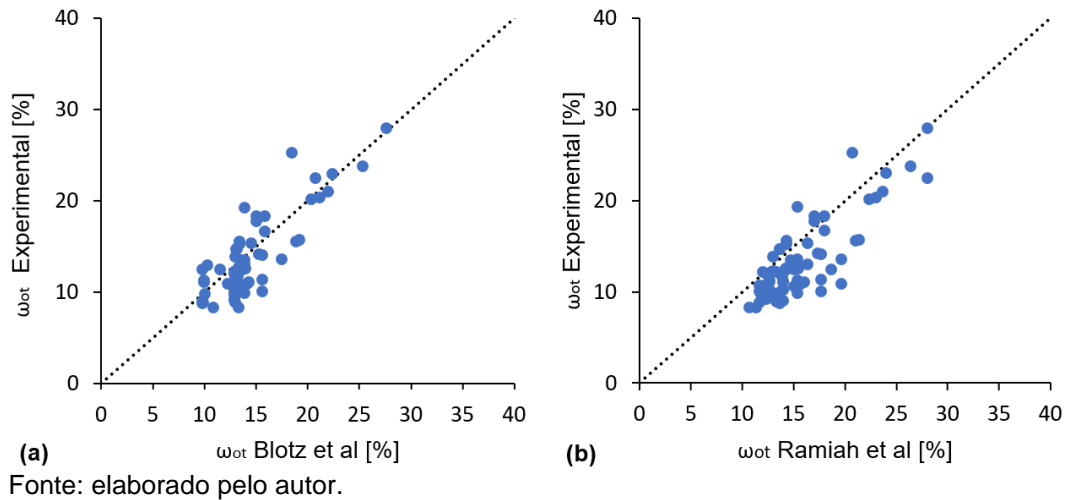 40
30
20
10
0
0 5 10 15 20 25 30 35 40
ωot Experimental [%]
(a) ωot Blotz et al [%]
40
30
20
10
0
0 5 10 15 20 25 30 35 40
ωot Experimental [%]
(b) ωot Ramiah et al [%]
Fonte: elaborado pelo autor.